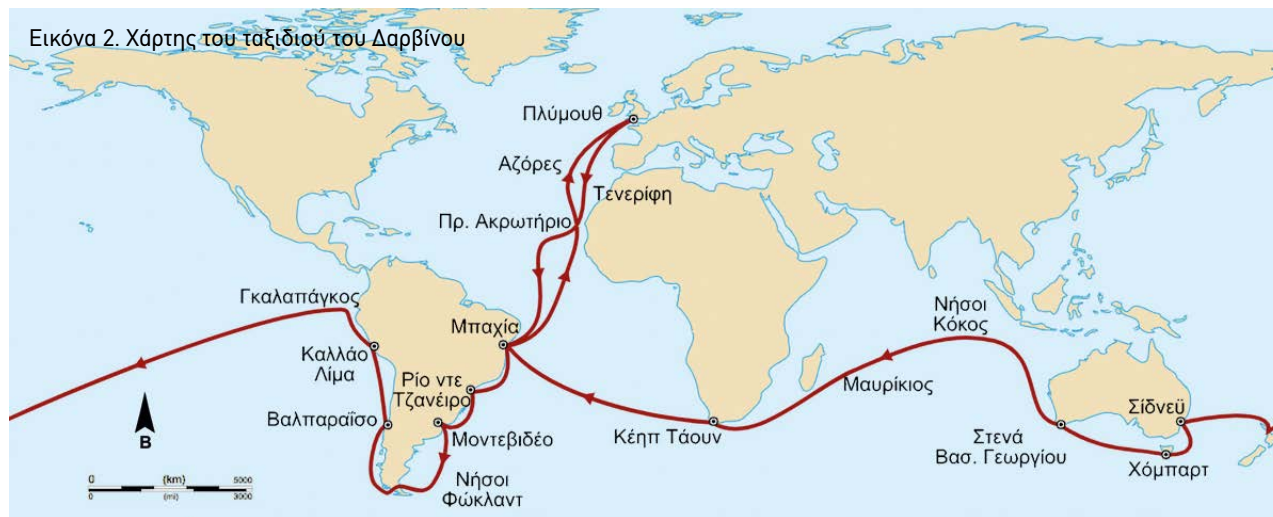 Εικόνα 2. Χάρτης του ταξιδιού του Δαρβίνου
Πλύμουθ
Αζόρες
Τενερίφη
Πρ. Ακρωτήριο
Γκαλαπάγκος
Μπαχία
Νήσοι
Κόκος
Καλλάο
Λίμα
Ρίο ντε
Τζανέιρο
Μαυρίκιος
Βαλπαραΐσο
Μοντεβιδέο
Κέηπ Τάουν
Σίδνεϋ
Στενά
Βασ. Γεωργίου
Χόμπαρτ
Νήσοι
Φώκλαντ
Β
0 (km) 5000
0 (mi) 3000